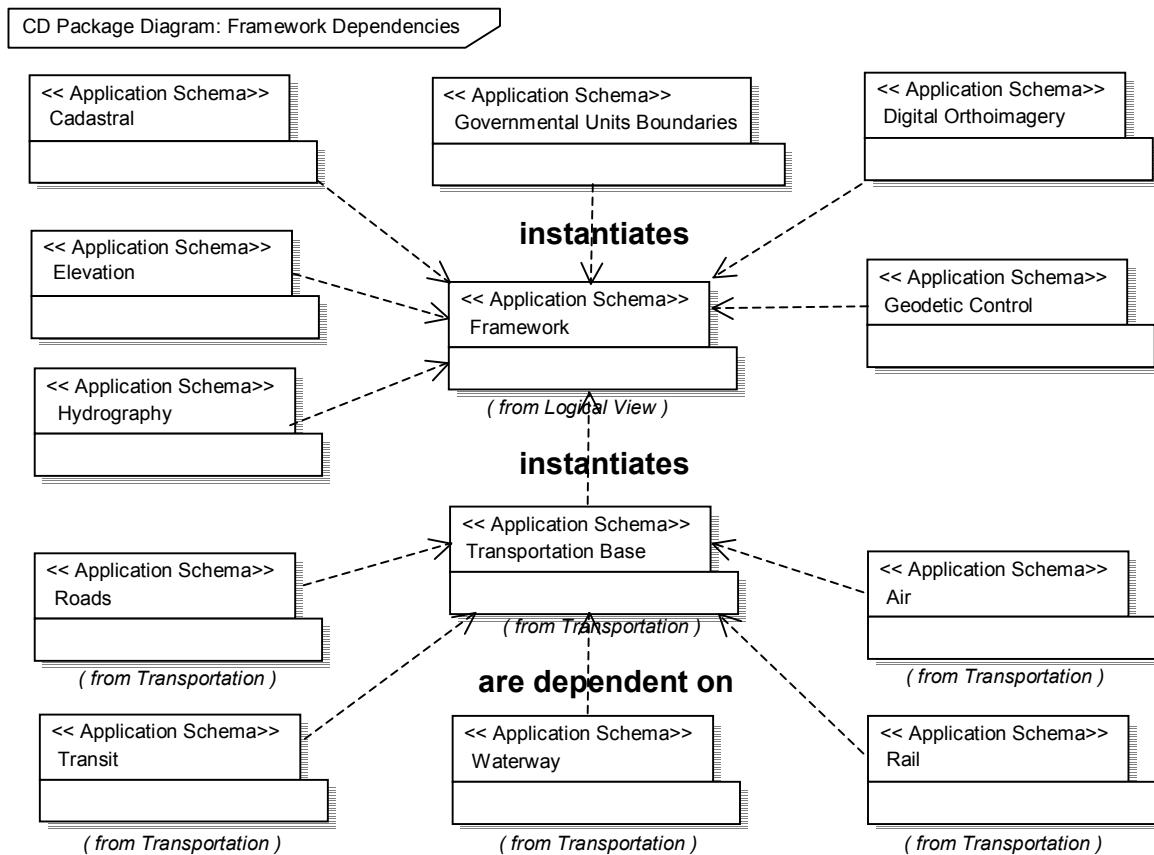 CD Package Diagram: Framework Dependencies
<< Application Schema>>
Cadastral
<< Application Schema>>
Governmental Units Boundaries
<< Application Schema>>
Digital Orthoimagery
instantiates
<< Application Schema>>
Elevation
<< Application Schema>>
Framework
( from Logical View )
<< Application Schema>>
Geodetic Control
<< Application Schema>>
Hydrography
instantiates
<< Application Schema>>
Transportation Base
( from Transportation )
<< Application Schema>>
Roads
( from Transportation )
<< Application Schema>>
Air
( from Transportation )
are dependent on
<< Application Schema>>
Transit
( from Transportation )
<< Application Schema>>
Waterway
( from Transportation )
<< Application Schema>>
Rail
( from Transportation )